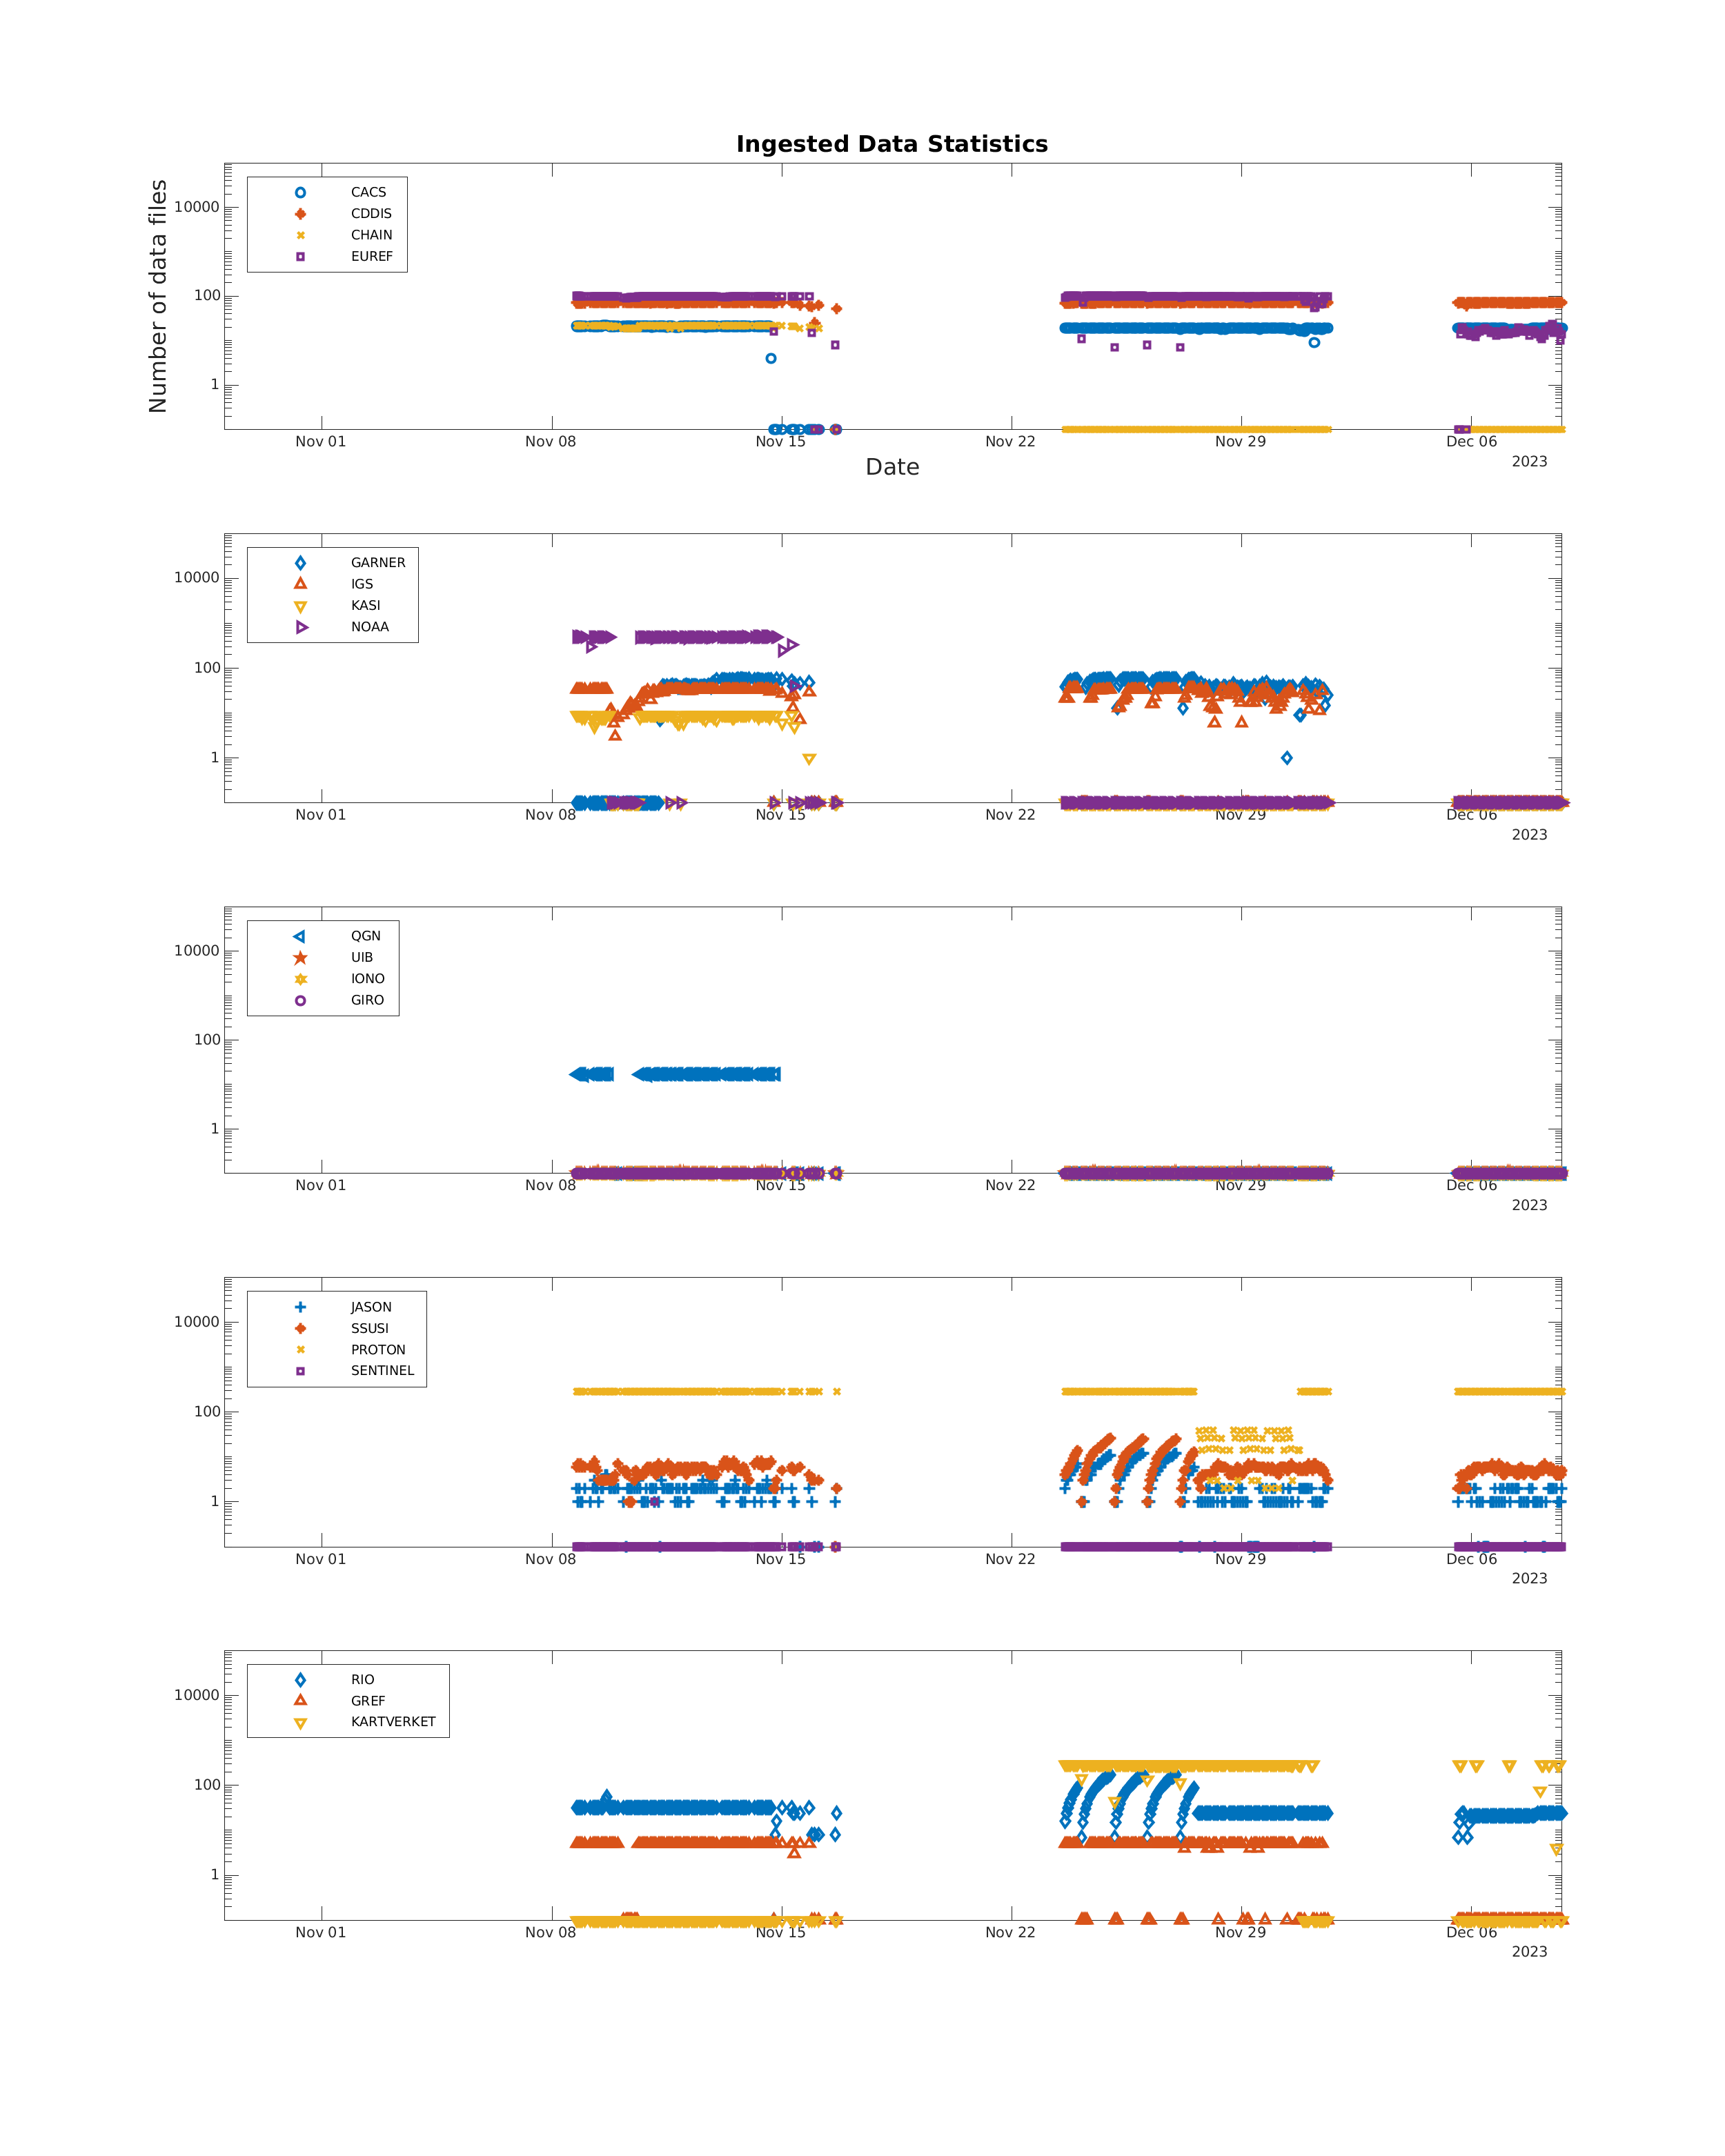 Ingested Data Statistics
Number of data files
CACS
CDDIS
CHAIN
EUREF
10000
100
1
Nov 01 Nov 08 Nov 15 Nov 22 Nov 29 Dec 06
2023
Date
GARNER
IGS
KASI
NOAA
10000
100
1
Nov 01 Nov 08 Nov 15 Nov 22 Nov 29 Dec 06
2023
QGN
UIB
IONO
GIRO
10000
100
1
Nov 01 Nov 08 Nov 15 Nov 22 Nov 29 Dec 06
2023
JASON
SSUSI
PROTON
SENTINEL
10000
100
1
Nov 01 Nov 08 Nov 15 Nov 22 Nov 29 Dec 06
2023
RIO
GREF
KARTVERKET
10000
100
1
Nov 01 Nov 08 Nov 15 Nov 22 Nov 29 Dec 06
2023